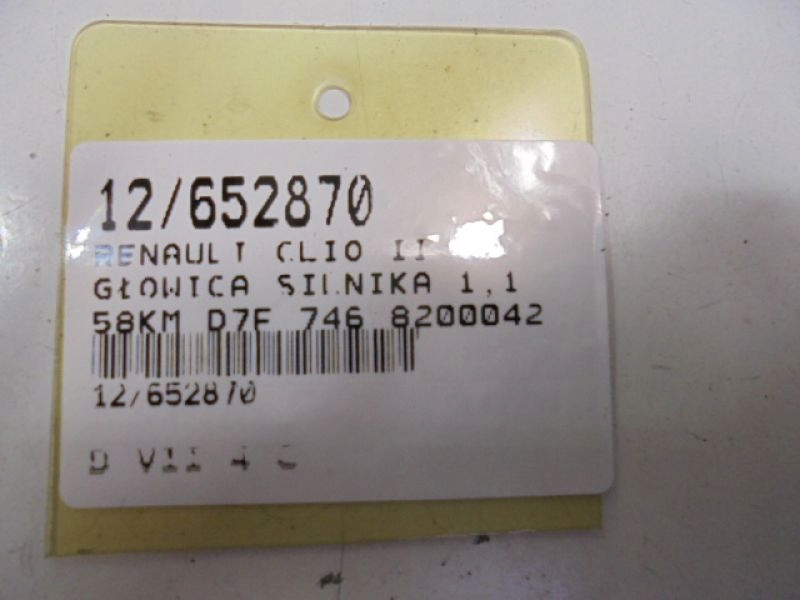 12/652870
RENAULT CLIO II
GŁOWICA SILNIKA 1,1
58KM D7F 746 8200042
12/652870
D VII 4 C